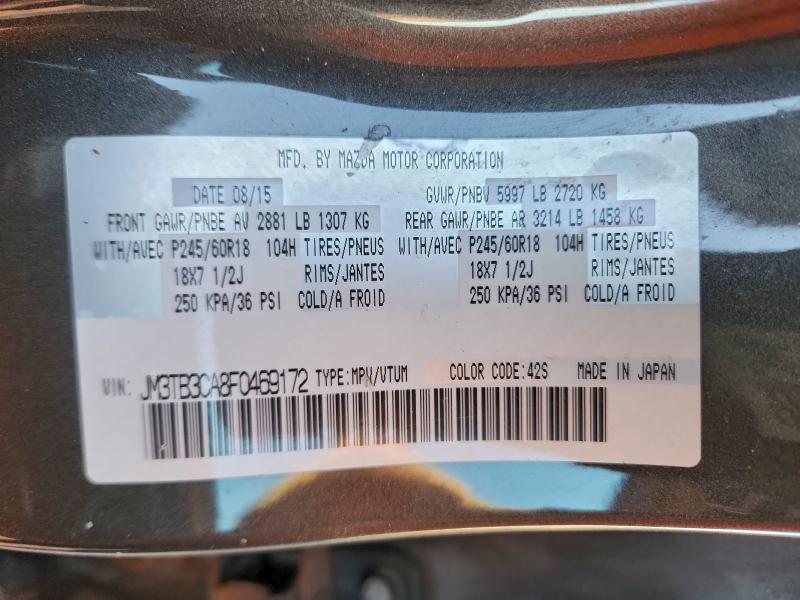 MFD. BY MAZDA MOTOR CORPORATION
DATE 08/15 GVWR/PNBV 5997 LB 2720 KG
FRONT GAWR/PNBE AV 2881 LB 1307 KG REAR GAWR/PNBE AR 3214 LB 1458 KG
WITH/AVEC P245/60R18 104H TIRES/PNEUS WITH/AVEC P245/60R18 104H TIRES/PNEUS
18X7 1/2J RIMS/JANTES 18X7 1/2J RIMS/JANTES
250 KPA/36 PSI COLD/A FROID 250 KPA/36 PSI COLD/A FROID
VIN: JM3TB3CA8F0469172 TYPE:MPV/VTUM COLOR CODE:42S MADE IN JAPAN